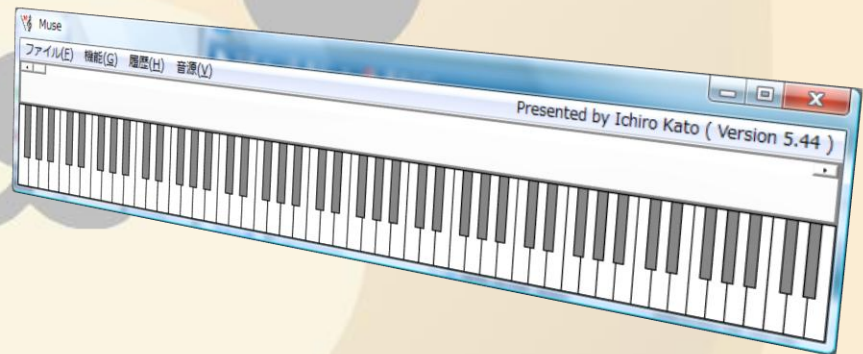 Muse
ファイル(F) 機能(G) 履歴(H) 音源(V)
Presented by Ichiro Kato ( Version 5.44 )